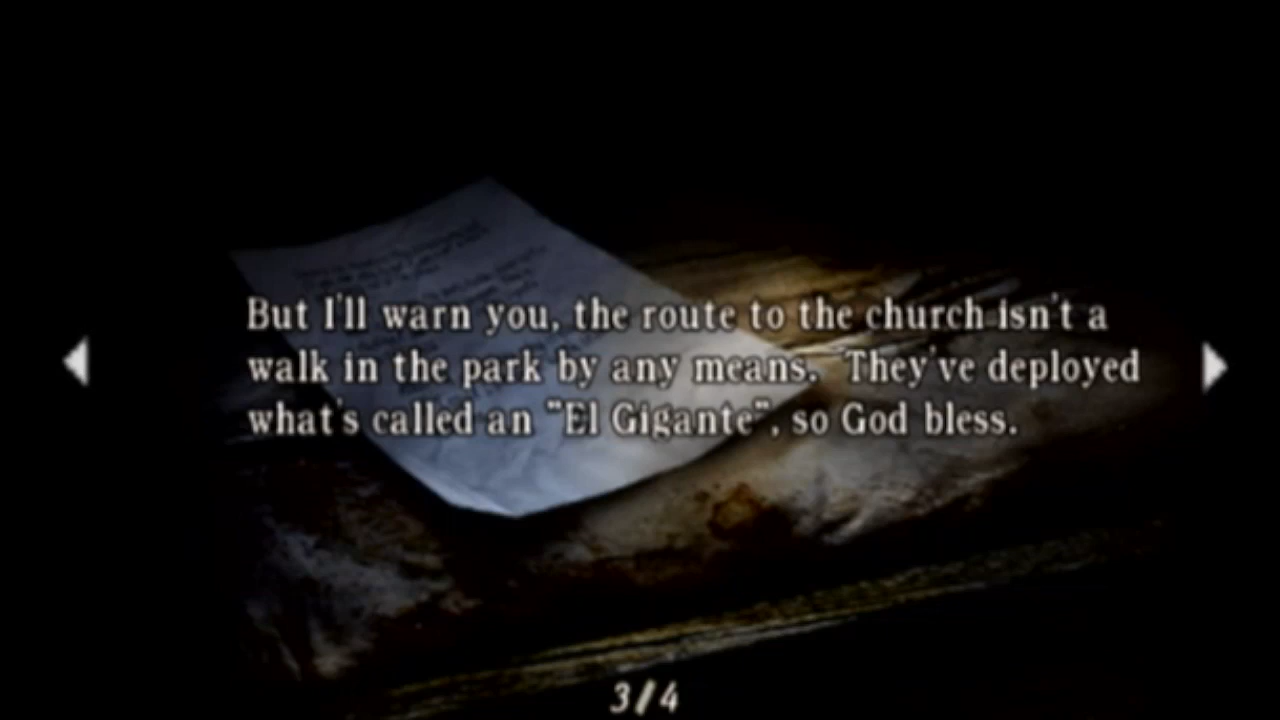 But I'll warn you, the route to the church isn't a
walk in the park by any means.  They've deployed
what's called an "El Gigante", so God bless.
3/4